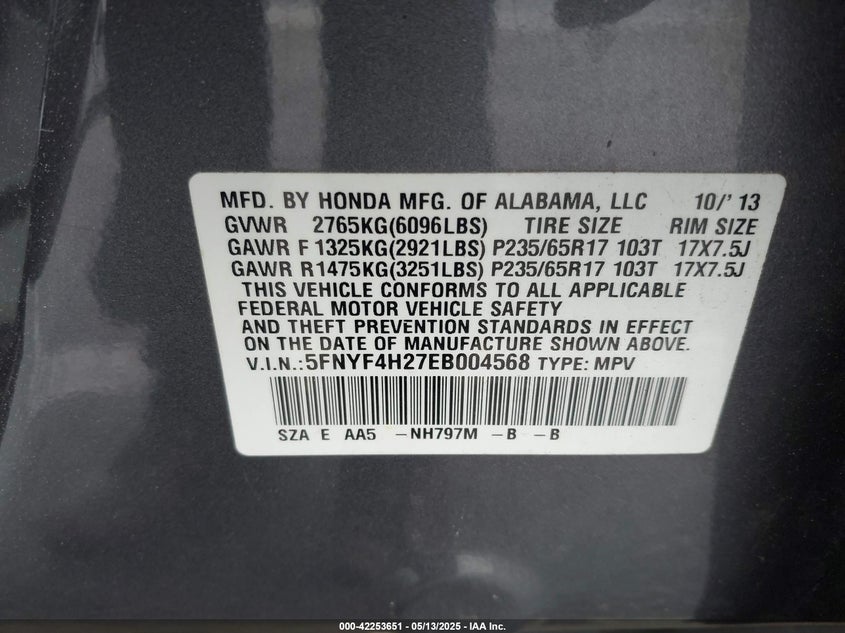 MFD. BY HONDA MFG. OF ALABAMA, LLC 10/'13
GVWR 2765KG(6096LBS) TIRE SIZE RIM SIZE
GAWR F 1325KG(2921LBS) P235/65R17 103T 17X7.5J
GAWR R1475KG(3251LBS) P235/65R17 103T 17X7.5J
THIS VEHICLE CONFORMS TO ALL APPLICABLE
FEDERAL MOTOR VEHICLE SAFETY
AND THEFT PREVENTION STANDARDS IN EFFECT
ON THE DATE OF MANUFACTURE SHOWN ABOVE.
V.I.N.:5FNYF4H27EB004568 TYPE: MPV
SZA E AA5 -NH797M -B -B
000-42253651 - 05/13/2025 - IAA Inc.